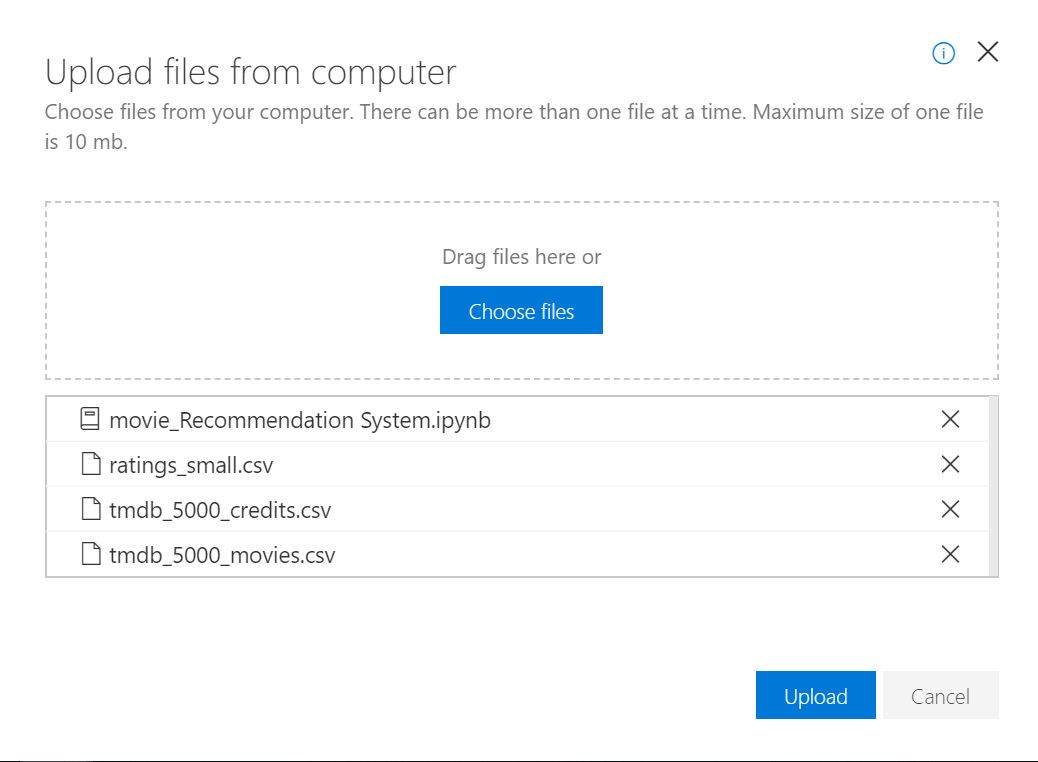 Upload files from computer
Choose files from your computer. There can be more than one file at a time. Maximum size of one file
is 10 mb.
Drag files here or
Choose files
movie_Recommendation System.ipynb
ratings_small.csv
tmdb_5000_credits.csv
tmdb_5000_movies.csv
Upload Cancel